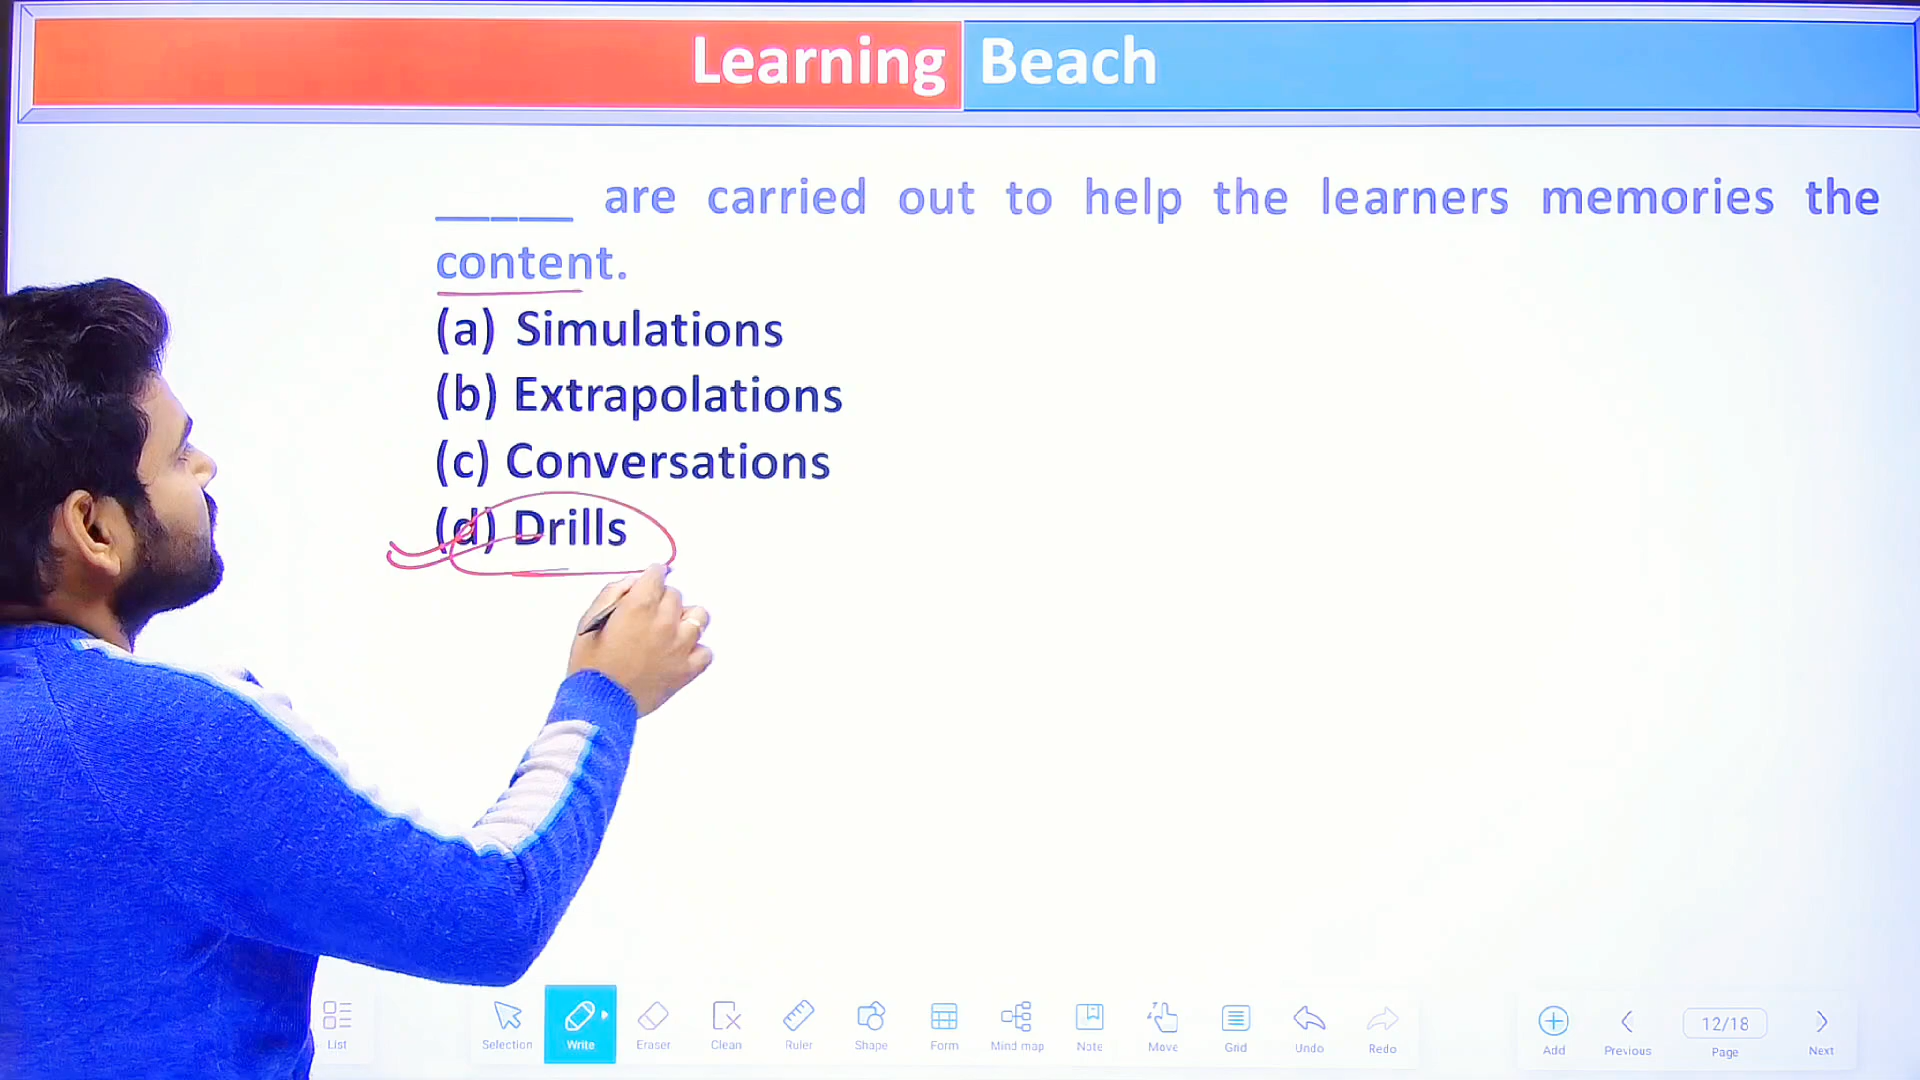 Learning Beach
_____ are carried out to help the learners memories the
content.
(a) Simulations
(b) Extrapolations
(c) Conversations
(d) Drills
List Selection Write Eraser Clean Ruler Shape Form Mind map Note Move Grid Undo Redo Add Previous 12/18 Page Next